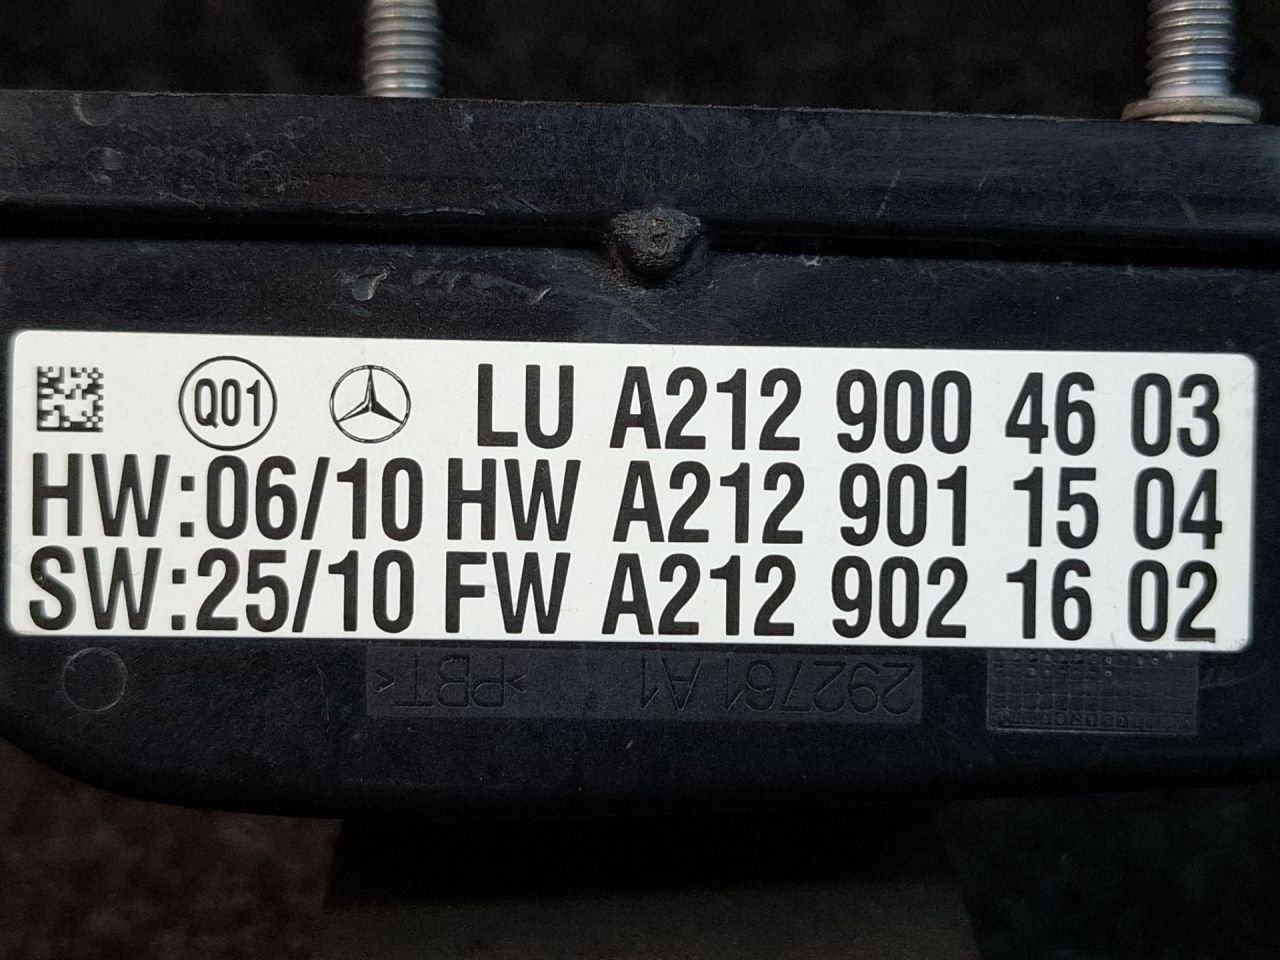 Q01 LU A212 900 46 03
HW:06/10 HW A212 901 15 04
SW:25/10 FW A212 902 16 02
292761A1 >PBT<